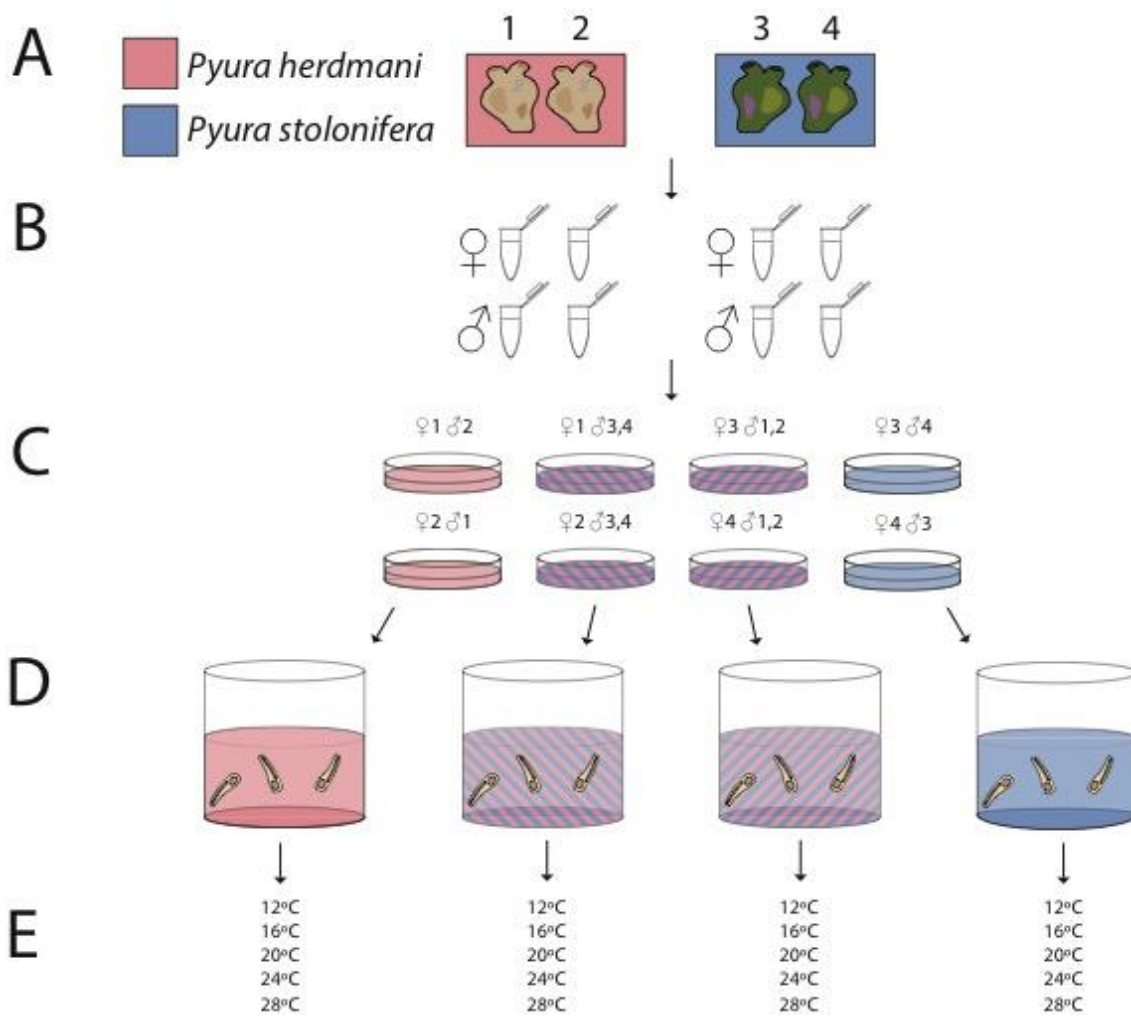 A
Pyura herdmani
Pyura stolonifera
1 2 3 4
B
♀ ♀
♂ ♂
C
♀1 ♂2 ♀1 ♂3,4 ♀3 ♂1,2 ♀3 ♂4
♀2 ♂1 ♀2 ♂3,4 ♀4 ♂1,2 ♀4 ♂3
D
E
12ºC 12ºC 12ºC 12ºC
16ºC 16ºC 16ºC 16ºC
20ºC 20ºC 20ºC 20ºC
24ºC 24ºC 24ºC 24ºC
28ºC 28ºC 28ºC 28ºC